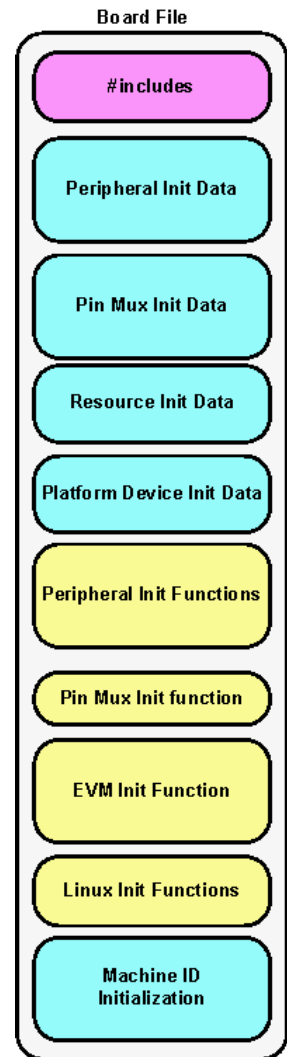 Board File
#includes
Peripheral Init Data
Pin Mux Init Data
Resource Init Data
Platform Device Init Data
Peripheral Init Functions
Pin Mux Init function
EVM Init Function
Linux Init Functions
Machine ID
Initialization